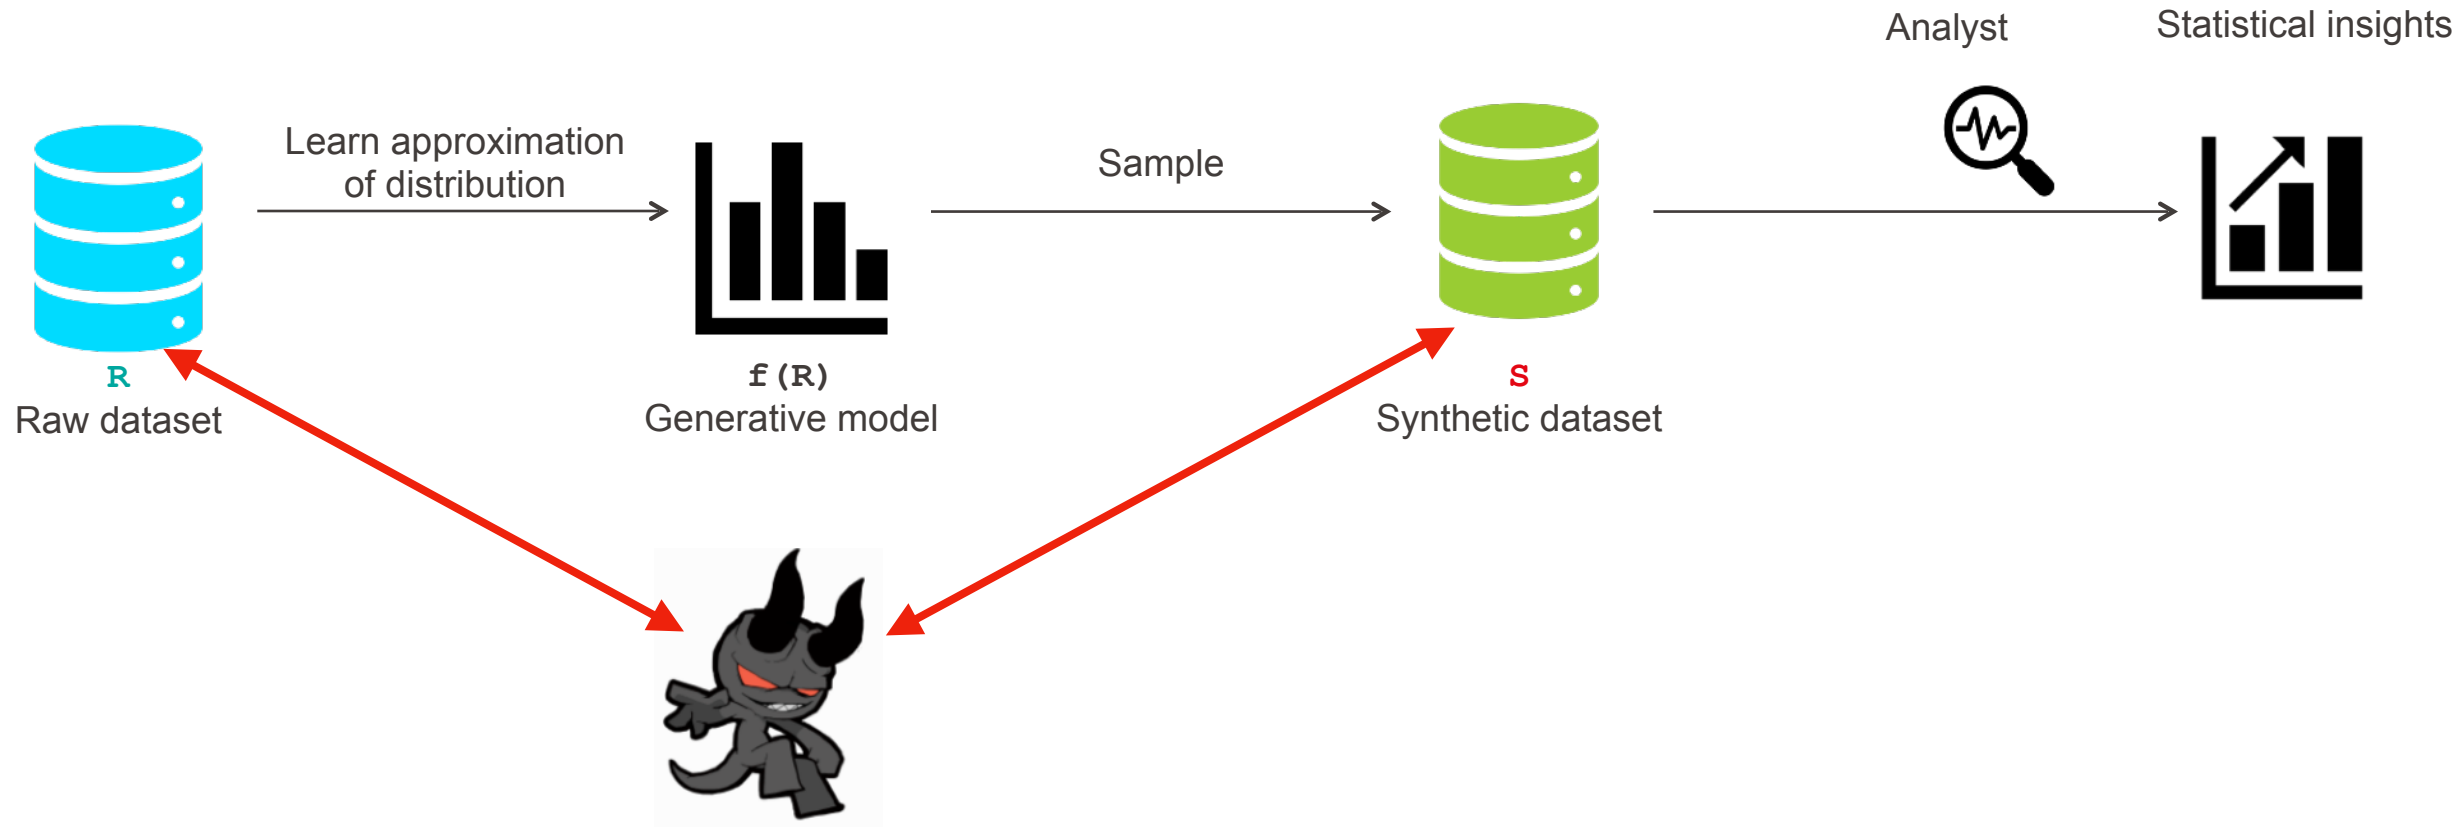 Analyst
Statistical insights
Learn approximation
of distribution
Sample
R
Raw dataset
f(R)
Generative model
S
Synthetic dataset